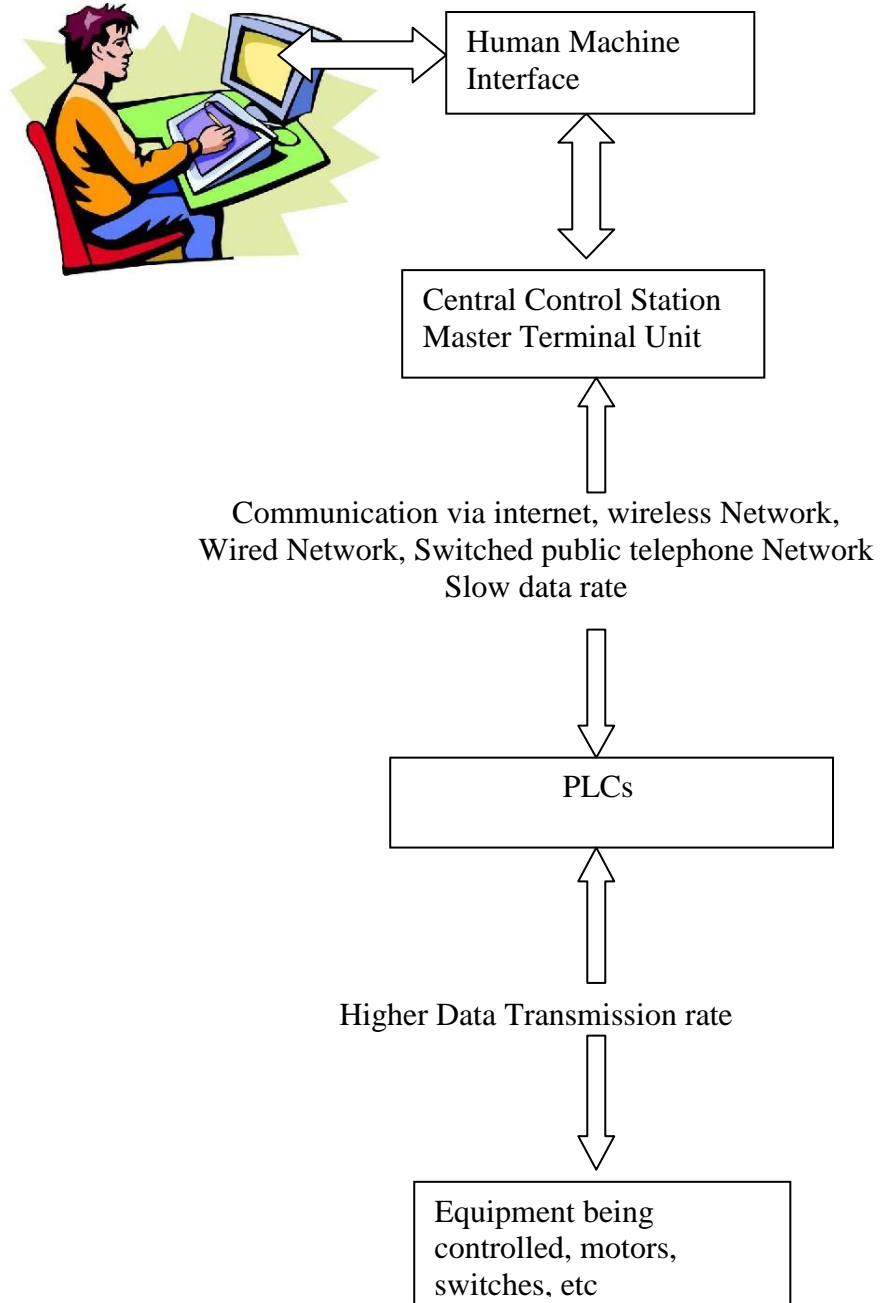 Human Machine
Interface
Central Control Station
Master Terminal Unit
Communication via internet, wireless Network,
Wired Network, Switched public telephone Network
Slow data rate
PLCs
Higher Data Transmission rate
Equipment being
controlled, motors,
switches, etc